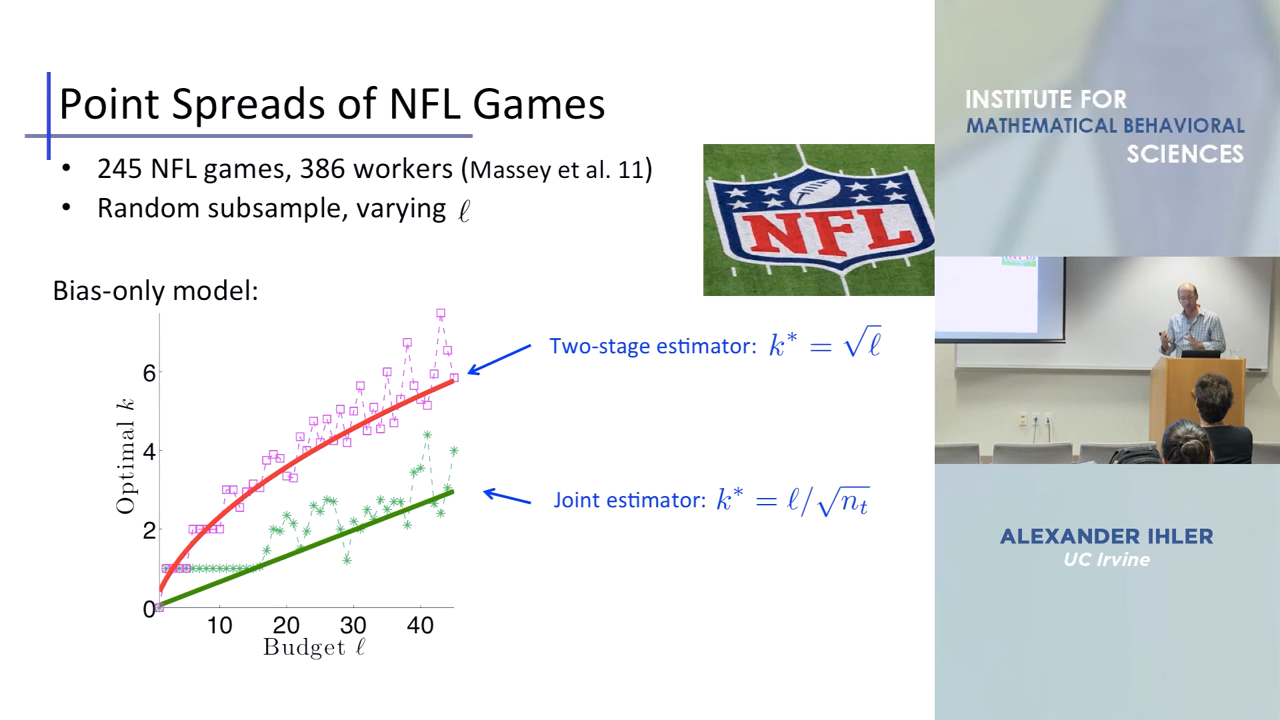 Point Spreads of NFL Games
• 245 NFL games, 386 workers (Massey et al. 11)
• Random subsample, varying ℓ
NFL
Bias-only model:
Two-stage estimator: k* = √ℓ
Joint estimator: k* = ℓ/√n_t
Optimal k
6
4
2
0
10 20 30 40
Budget ℓ
INSTITUTE FOR
MATHEMATICAL BEHAVIORAL
SCIENCES
ALEXANDER IHLER
UC Irvine